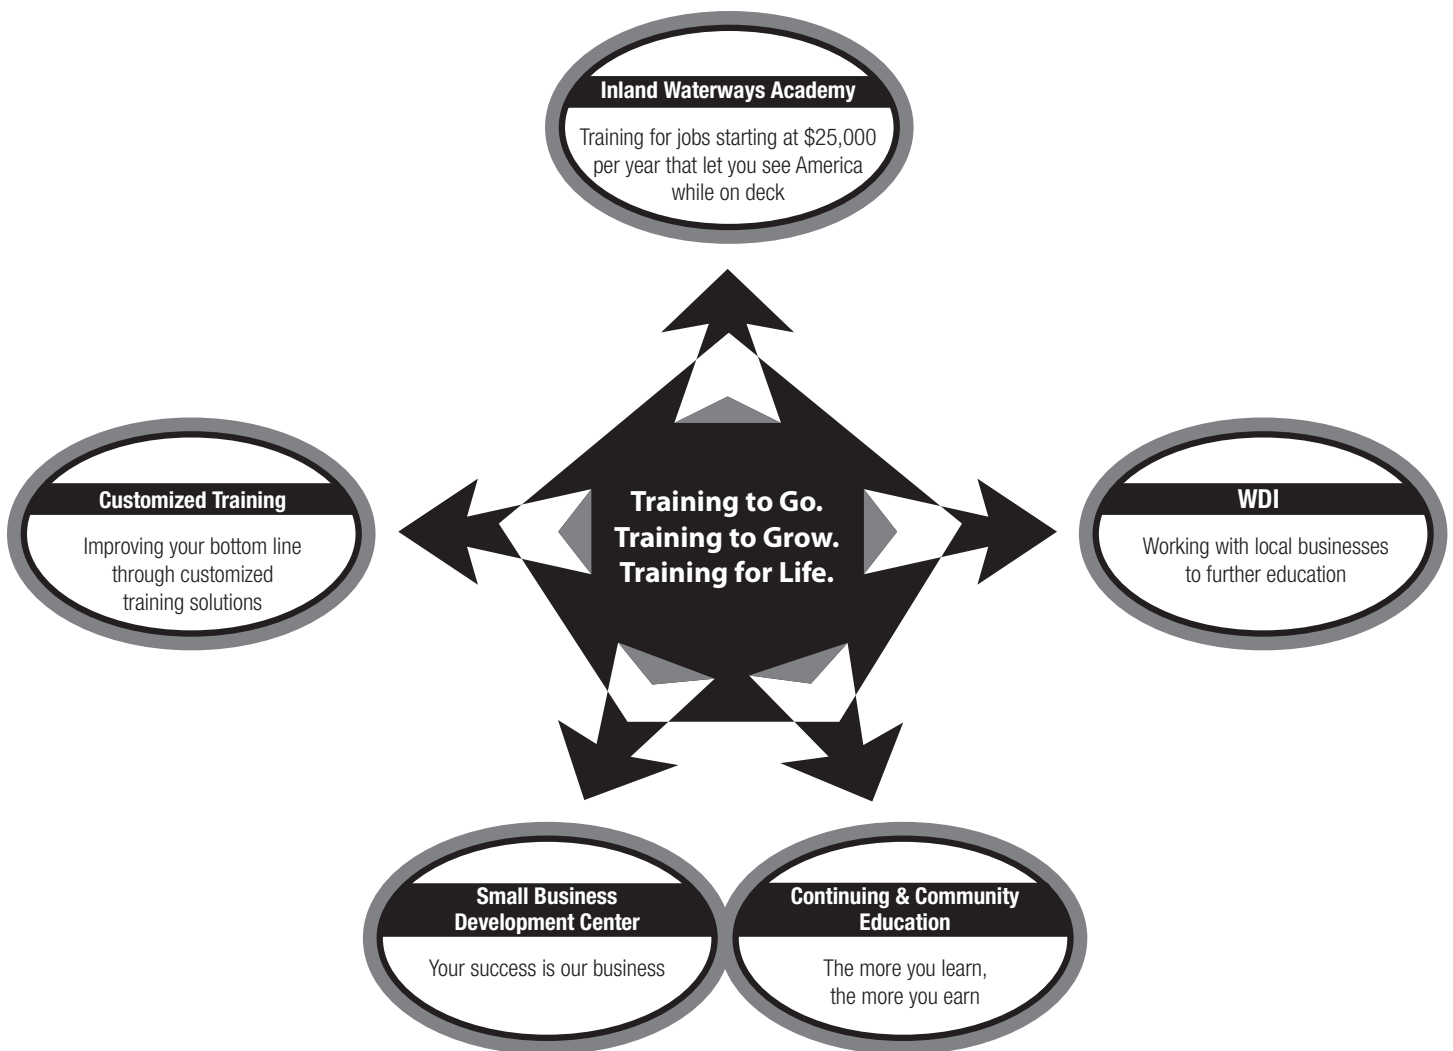 Inland Waterways Academy
Training for jobs starting at $25,000
per year that let you see America
while on deck
Customized Training
Improving your bottom line
through customized
training solutions
Training to Go.
Training to Grow.
Training for Life.
WDI
Working with local businesses
to further education
Small Business
Development Center
Your success is our business
Continuing & Community
Education
The more you learn,
the more you earn